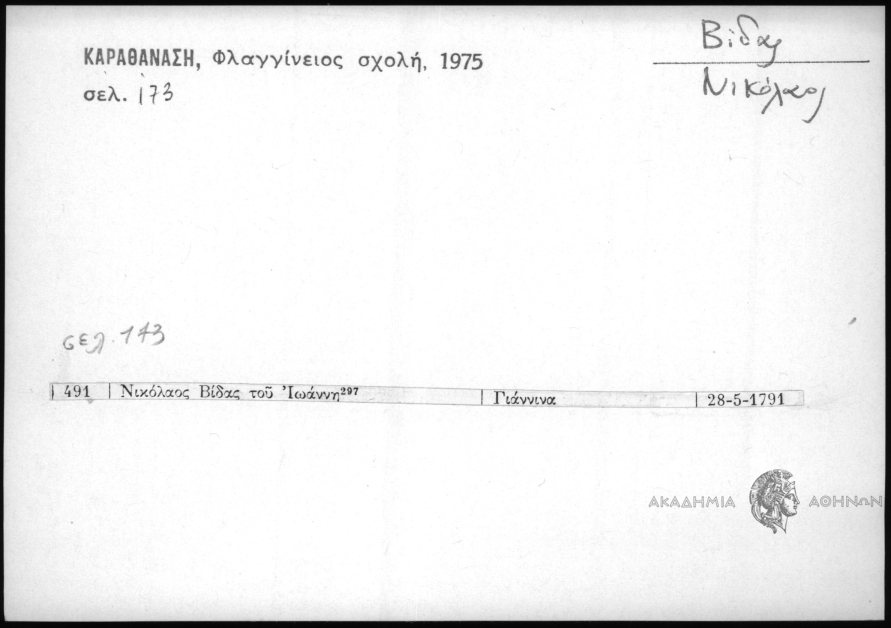 ΚΑΡΑΘΑΝΑΣΗ, Φλαγγίνειος σχολή, 1975
σελ. 173
Βίδας
Νικόλαος
σελ. 173
491 | Νικόλαος Βίδας τοῦ Ἰωάννη²⁹⁷ | Γιάννινα | 28-5-1791
ΑΚΑΔΗΜΙΑ ΑΘΗΝΩΝ